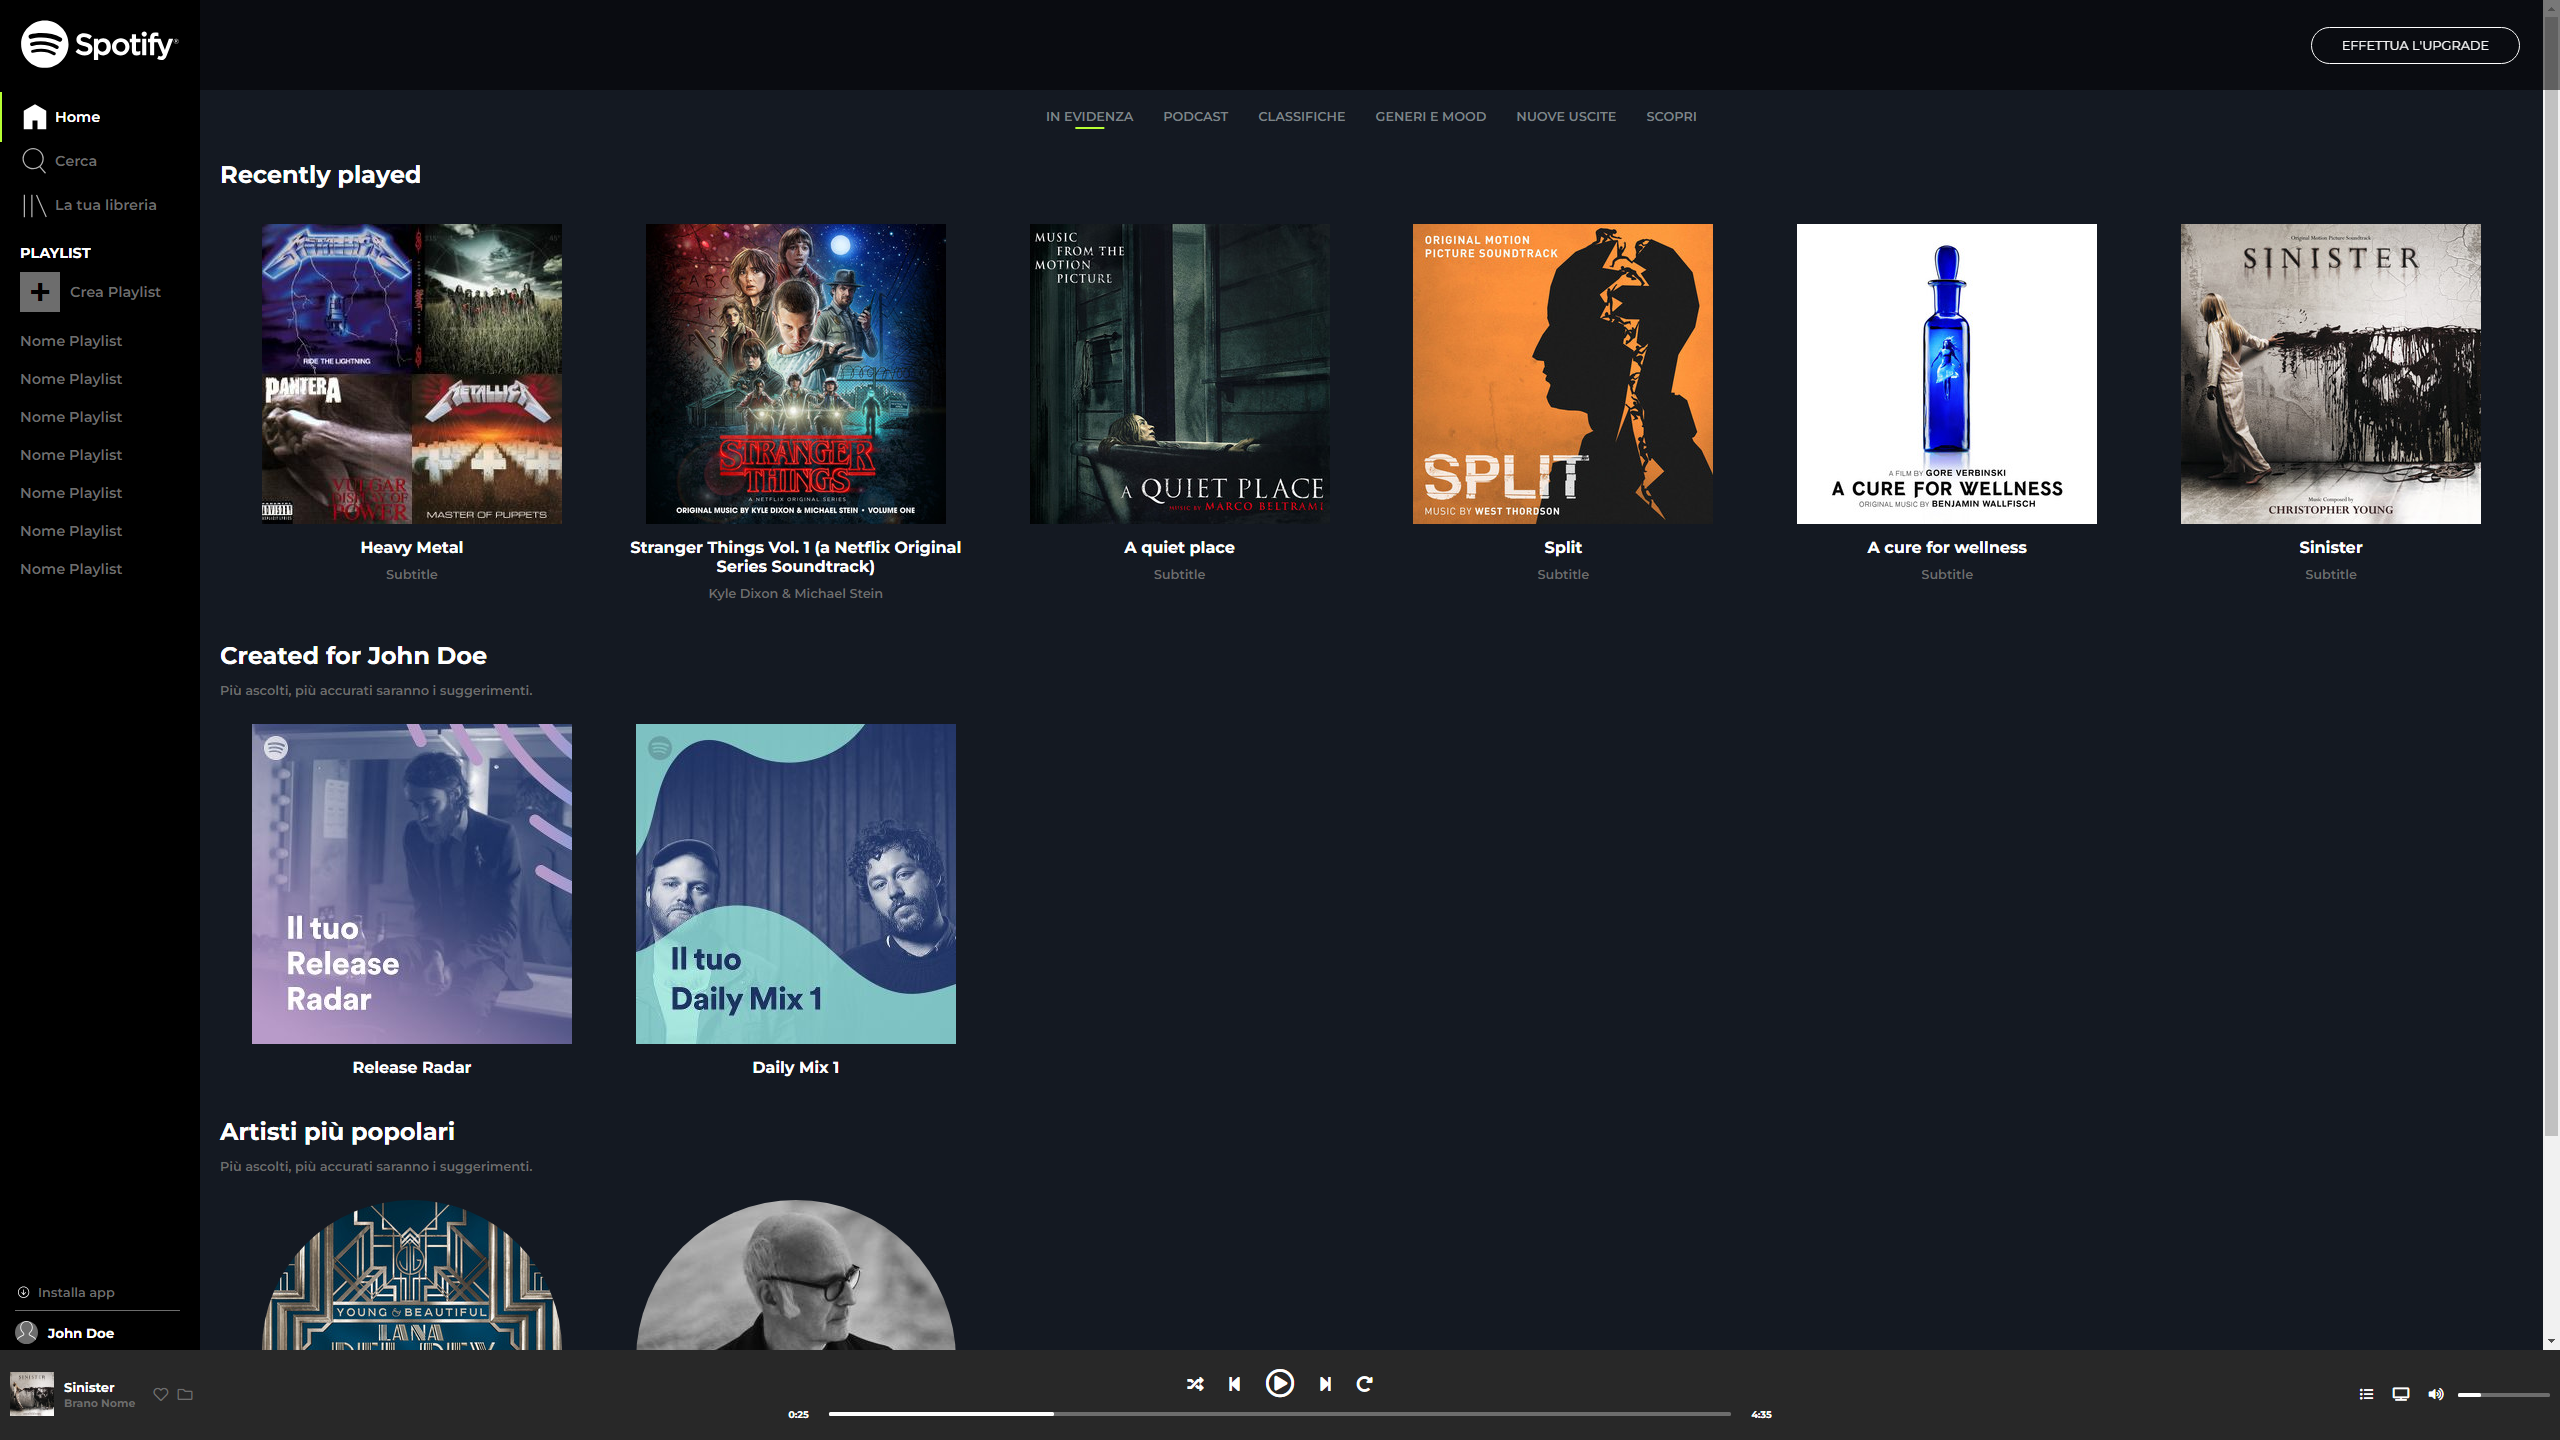 Spotify®
EFFETTUA L'UPGRADE
Home
Cerca
La tua libreria
PLAYLIST
Crea Playlist
Nome Playlist
Nome Playlist
Nome Playlist
Nome Playlist
Nome Playlist
Nome Playlist
Nome Playlist
Installa app
John Doe
IN EVIDENZA PODCAST CLASSIFICHE GENERI E MOOD NUOVE USCITE SCOPRI
Recently played
RIDE THE LIGHTNING
PANTERA
VULGAR
DISPLAY OF
POWER
METALLICA
MASTER OF PUPPETS
Heavy Metal
Subtitle
STRANGER
THINGS
A NETFLIX ORIGINAL SERIES
ORIGINAL MUSIC BY KYLE DIXON & MICHAEL STEIN • VOLUME ONE
Stranger Things Vol. 1 (a Netflix Original
Series Soundtrack)
Kyle Dixon & Michael Stein
MUSIC
FROM THE
MOTION
PICTURE
A QUIET PLACE
MUSIC BY MARCO BELTRAMI
A quiet place
Subtitle
ORIGINAL MOTION
PICTURE SOUNDTRACK
SPLIT
MUSIC BY WEST THORDSON
Split
Subtitle
A FILM BY GORE VERBINSKI
A CURE FOR WELLNESS
ORIGINAL MUSIC BY BENJAMIN WALLFISCH
A cure for wellness
Subtitle
Original Motion Picture Soundtrack
SINISTER
Music Composed by
CHRISTOPHER YOUNG
Sinister
Subtitle
Created for John Doe
Più ascolti, più accurati saranno i suggerimenti.
Il tuo
Release
Radar
Release Radar
Il tuo
Daily Mix 1
Daily Mix 1
Artisti più popolari
Più ascolti, più accurati saranno i suggerimenti.
YOUNG & BEAUTIFUL
LANA
DEL REY
Sinister
Brano Nome
0:25
4:35